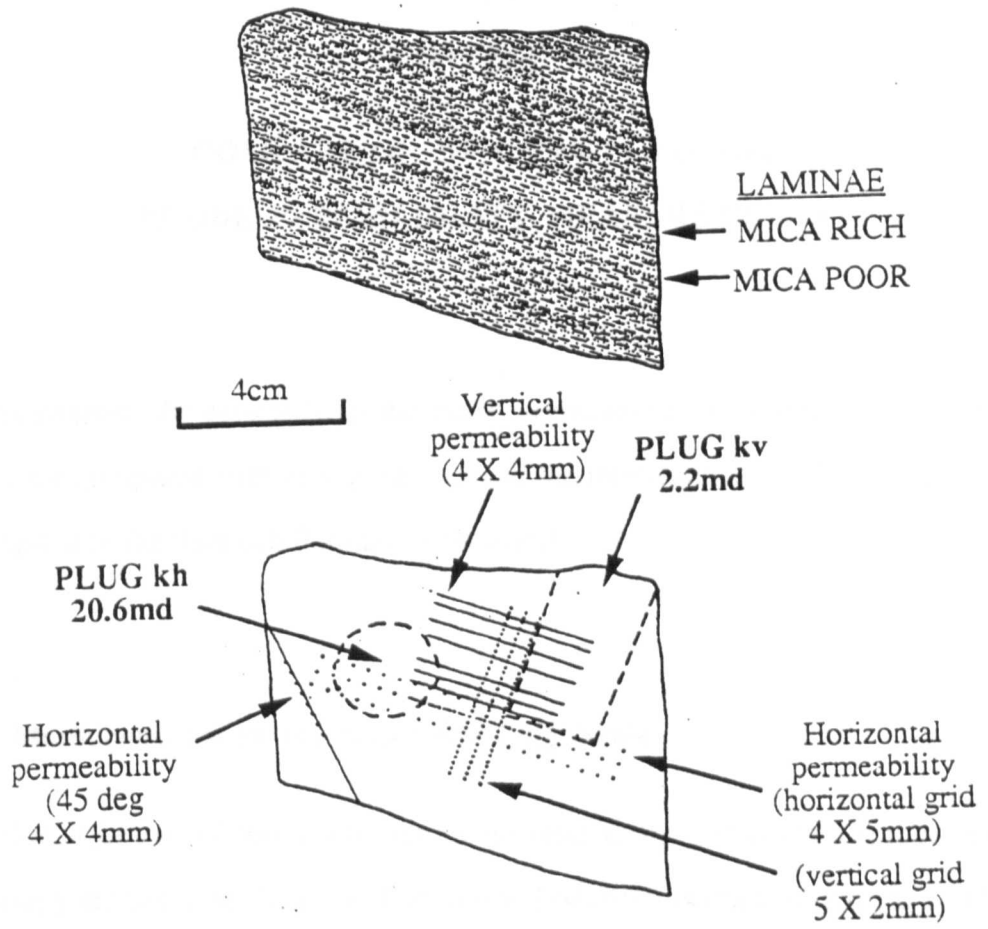 LAMINAE
MICA RICH
MICA POOR
4cm
Vertical
permeability
(4 X 4mm)
PLUG kv
2.2md
PLUG kh
20.6md
Horizontal
permeability
(45 deg
4 X 4mm)
Horizontal
permeability
(horizontal grid
4 X 5mm)
(vertical grid
5 X 2mm)